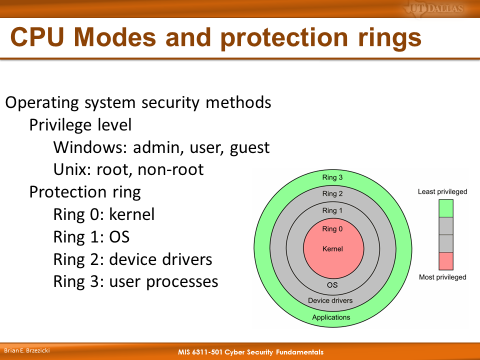 UT DALLAS
CPU Modes and protection rings
Operating system security methods
Privilege level
Windows: admin, user, guest
Unix: root, non-root
Protection ring
Ring 0: kernel
Ring 1: OS
Ring 2: device drivers
Ring 3: user processes
Ring 3
Ring 2
Ring 1
Ring 0
Kernel
OS
Device drivers
Applications
Least privileged
Most privileged
Brian E. Brzezicki
MIS 6311-501 Cyber Security Fundamentals